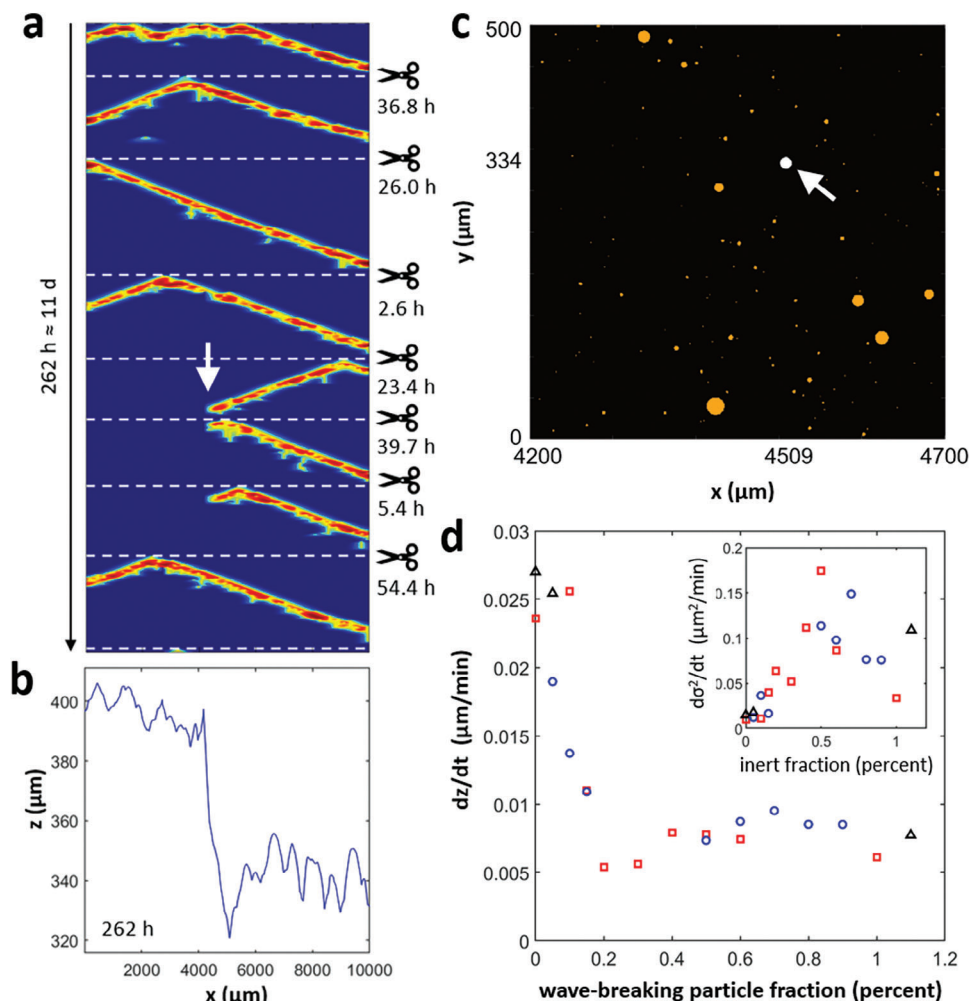 a
262 h ≈ 11 d
36.8 h
26.0 h
2.6 h
23.4 h
39.7 h
5.4 h
54.4 h
b
z (µm)
400
380
360
340
320
262 h
2000 4000 6000 8000 10000
x (µm)
c
y (µm)
500
334
0
4200 4509 4700
x (µm)
d
dz/dt (µm/min)
0.03
0.025
0.02
0.015
0.01
0.005
0
0 0.2 0.4 0.6 0.8 1 1.2
wave-breaking particle fraction (percent)
dσ²/dt (µm²/min)
0.2
0.15
0.10
0.05
0
0 0.5 1
inert fraction (percent)